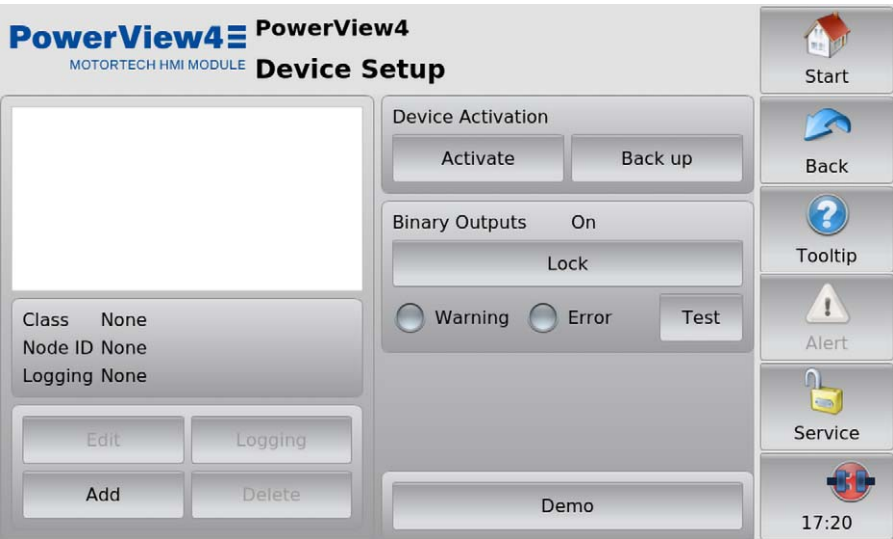 PowerView4
MOTORTECH HMI MODULE
PowerView4
Device Setup
Class None
Node ID None
Logging None
Edit Logging
Add Delete
Device Activation
Activate Back up
Binary Outputs On
Lock
Warning Error Test
Demo
Start
Back
Tooltip
Alert
Service
17:20